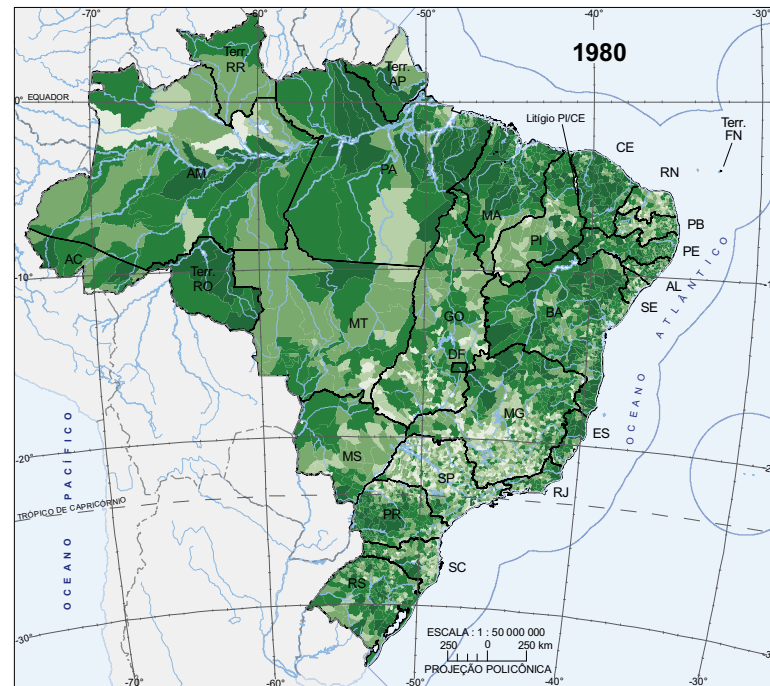 -70°
-60°
-50°
-40°
-30°
1980
Terr.
RR
Terr.
AP
EQUADOR
0°
Litígio PI/CE
Terr.
FN
CE
RN
AM
PA
MA
PI
PB
PE
AC
Terr.
RO
AL
SE
-10°
-10°
MT
GO
BA
DF
MG
ES
OCEANO ATLÂNTICO
-20°
-20°
MS
SP
RJ
OCEANO PACÍFICO
TRÓPICO DE CAPRICÓRNIO
PR
SC
RS
-30°
-30°
ESCALA : 1 : 50 000 000
250 0 250 km
PROJEÇÃO POLICÔNICA
-70°
-60°
-50°
-40°
-30°